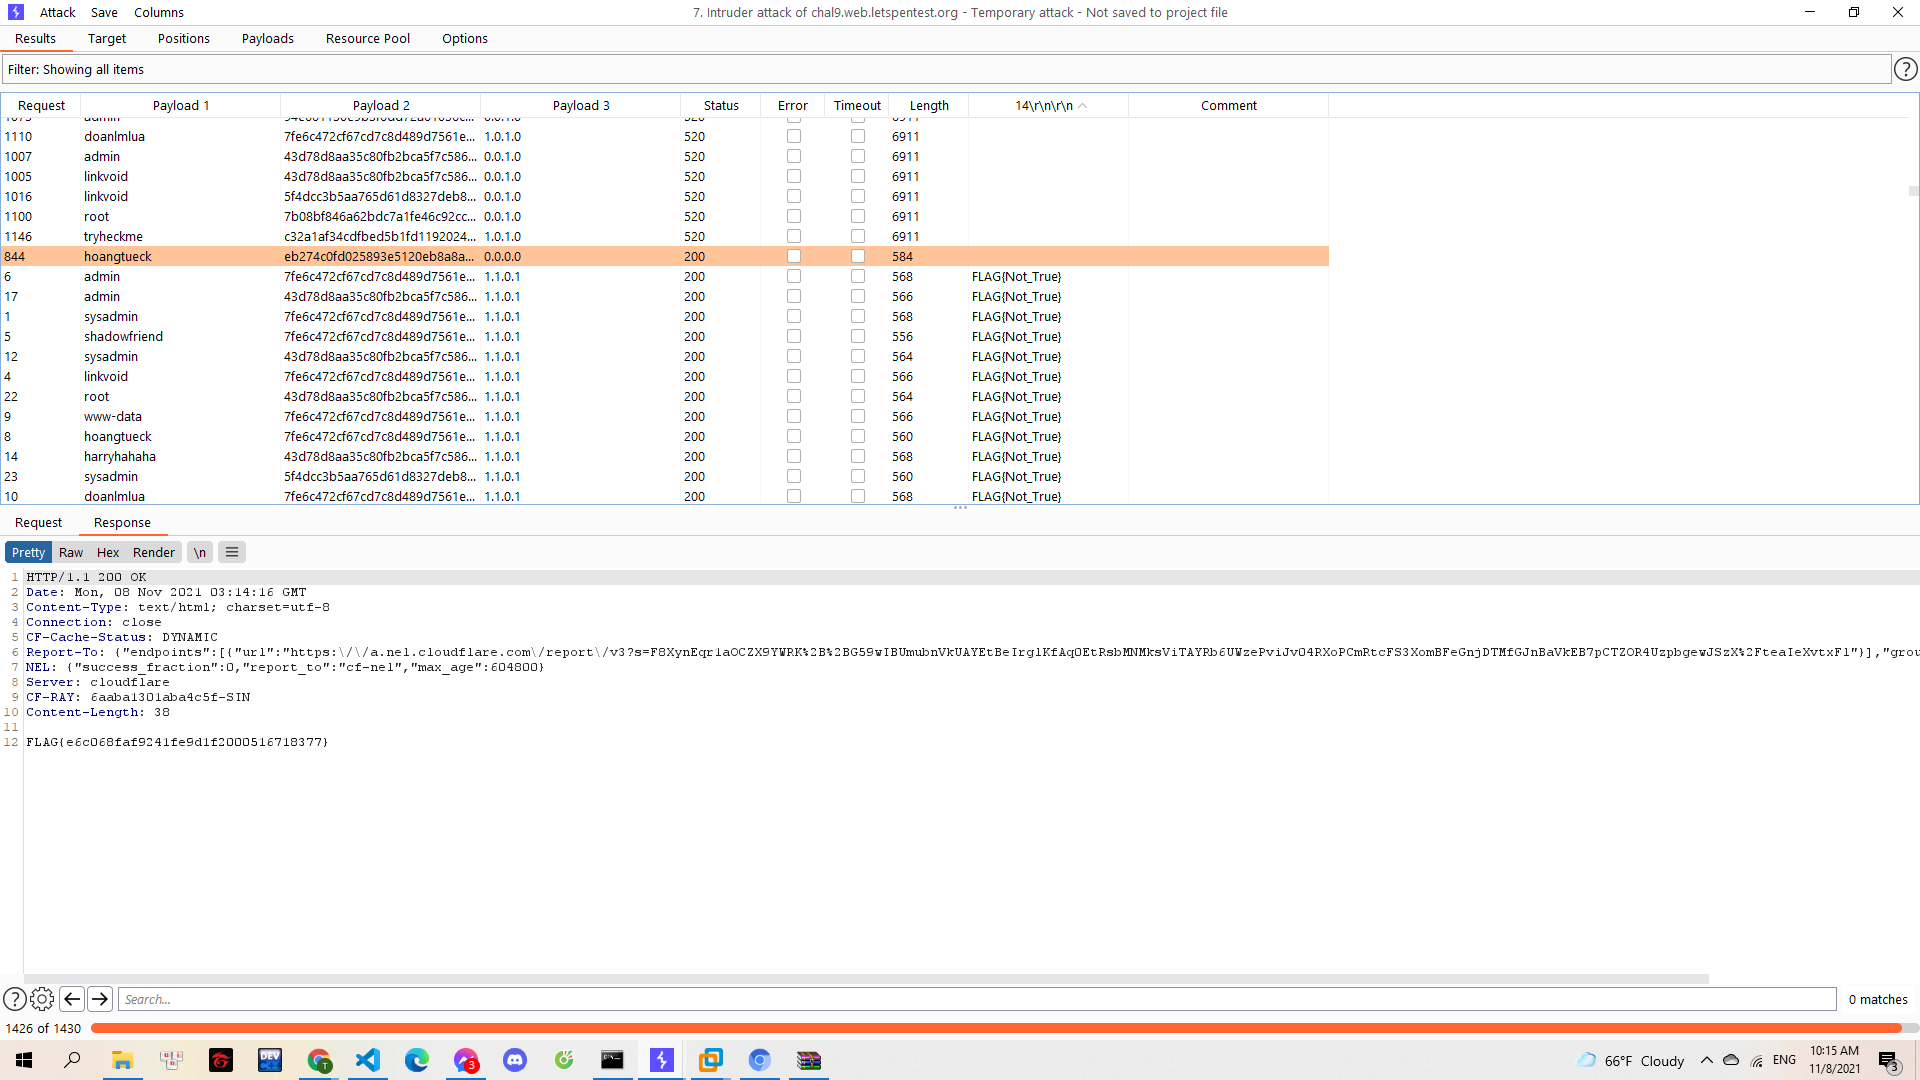 Attack Save Columns 7. Intruder attack of chal9.web.letspentest.org - Temporary attack - Not saved to project file
Results Target Positions Payloads Resource Pool Options
Filter: Showing all items
Request Payload 1 Payload 2 Payload 3 Status Error Timeout Length 14\r\n\r\n Comment
1110 doanlmlua 7fe6c472cf67cd7c8d489d7561e... 1.0.1.0 520 6911
1007 admin 43d78d8aa35c80fb2bca5f7c586... 0.0.1.0 520 6911
1005 linkvoid 43d78d8aa35c80fb2bca5f7c586... 0.0.1.0 520 6911
1016 linkvoid 5f4dcc3b5aa765d61d8327deb8... 0.0.1.0 520 6911
1100 root 7b08bf846a62bdc7a1fe46c92cc... 0.0.1.0 520 6911
1146 tryheckme c32a1af34cdfbed5b1fd1192024... 1.0.1.0 520 6911
844 hoangtueck eb274c0fd025893e5120eb8a8a... 0.0.0.0 200 584
6 admin 7fe6c472cf67cd7c8d489d7561e... 1.1.0.1 200 568 FLAG{Not_True}
17 admin 43d78d8aa35c80fb2bca5f7c586... 1.1.0.1 200 566 FLAG{Not_True}
1 sysadmin 7fe6c472cf67cd7c8d489d7561e... 1.1.0.1 200 568 FLAG{Not_True}
5 shadowfriend 7fe6c472cf67cd7c8d489d7561e... 1.1.0.1 200 556 FLAG{Not_True}
12 sysadmin 43d78d8aa35c80fb2bca5f7c586... 1.1.0.1 200 564 FLAG{Not_True}
4 linkvoid 7fe6c472cf67cd7c8d489d7561e... 1.1.0.1 200 566 FLAG{Not_True}
22 root 43d78d8aa35c80fb2bca5f7c586... 1.1.0.1 200 564 FLAG{Not_True}
9 www-data 7fe6c472cf67cd7c8d489d7561e... 1.1.0.1 200 566 FLAG{Not_True}
8 hoangtueck 7fe6c472cf67cd7c8d489d7561e... 1.1.0.1 200 560 FLAG{Not_True}
14 harryhahaha 43d78d8aa35c80fb2bca5f7c586... 1.1.0.1 200 568 FLAG{Not_True}
23 sysadmin 5f4dcc3b5aa765d61d8327deb8... 1.1.0.1 200 560 FLAG{Not_True}
10 doanlmlua 7fe6c472cf67cd7c8d489d7561e... 1.1.0.1 200 568 FLAG{Not_True}
Request Response
Pretty Raw Hex Render \n
1 HTTP/1.1 200 OK
2 Date: Mon, 08 Nov 2021 03:14:16 GMT
3 Content-Type: text/html; charset=utf-8
4 Connection: close
5 CF-Cache-Status: DYNAMIC
6 Report-To: {"endpoints":[{"url":"https:\/\/a.nel.cloudflare.com\/report\/v3?s=
7 NEL: {"success_fraction":0,"report_to":"cf-nel","max_age":604800}
8 Server: cloudflare
9 CF-RAY: 6aaba1301aba4c5f-SIN
10 Content-Length: 38
11
12 FLAG{e6c068faf9241fe9d1f2000516718377}
Search... 0 matches
1426 of 1430
66°F Cloudy ENG 10:15 AM
11/8/2021
3
3
DEV